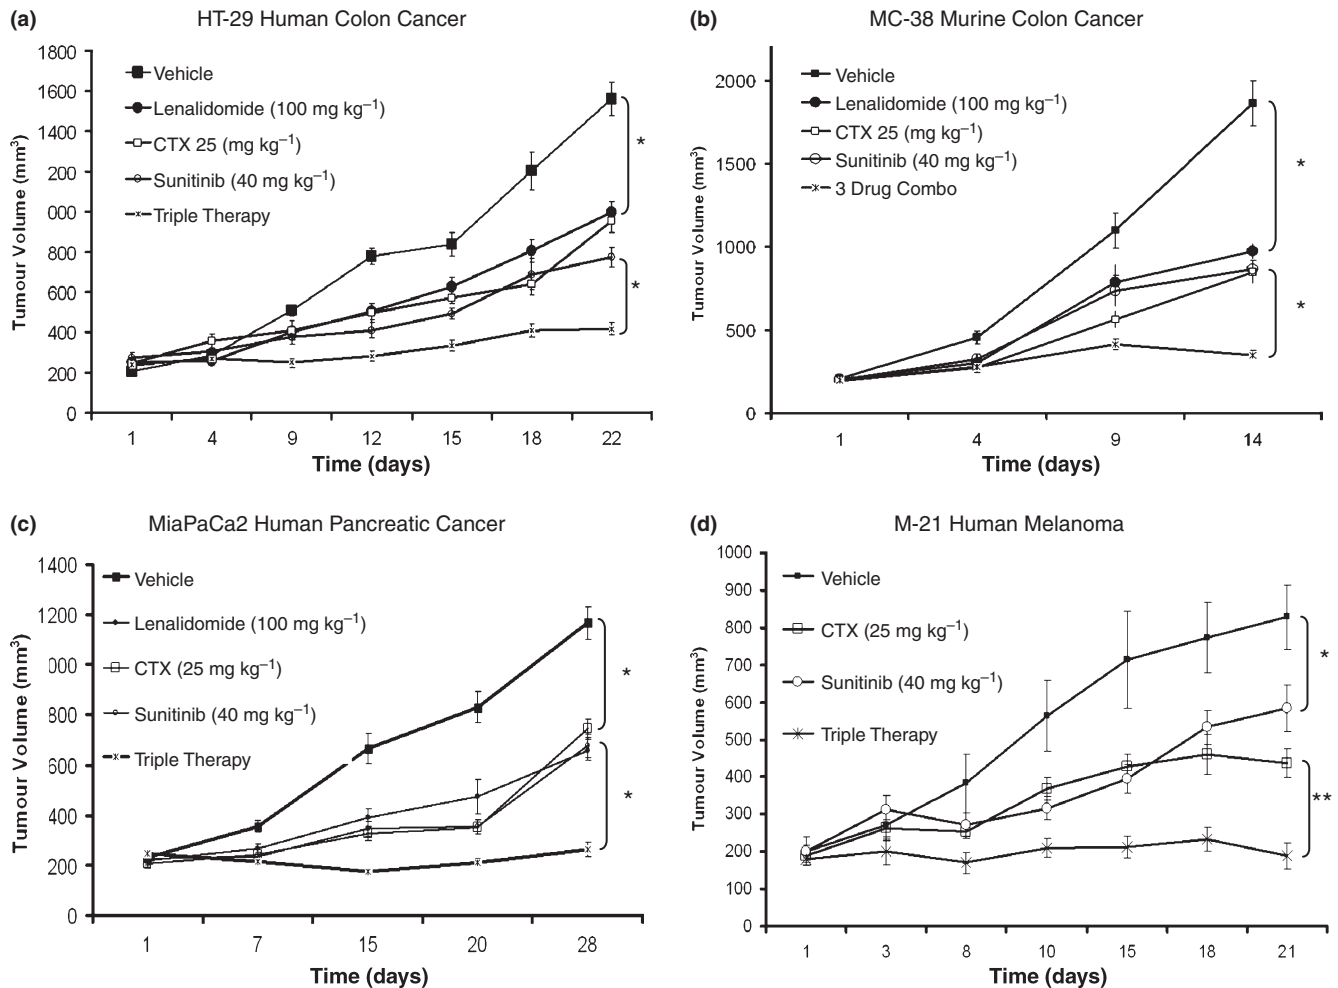 (a) HT-29 Human Colon Cancer
1800
1600
1400
200
000
800
600
400
200
0
Tumour Volume (mm³)
Vehicle
Lenalidomide (100 mg kg⁻¹)
CTX 25 (mg kg⁻¹)
Sunitinib (40 mg kg⁻¹)
Triple Therapy
*
*
1 4 9 12 15 18 22
Time (days)
(b) MC-38 Murine Colon Cancer
2000
1500
1000
500
0
Tumour Volume (mm³)
Vehicle
Lenalidomide (100 mg kg⁻¹)
CTX 25 (mg kg⁻¹)
Sunitinib (40 mg kg⁻¹)
3 Drug Combo
*
*
1 4 9 14
Time (days)
(c) MiaPaCa2 Human Pancreatic Cancer
1400
1200
000
800
600
400
200
0
Tumour Volume (mm³)
Vehicle
Lenalidomide (100 mg kg⁻¹)
CTX (25 mg kg⁻¹)
Sunitinib (40 mg kg⁻¹)
Triple Therapy
*
*
1 7 15 20 28
Time (days)
(d) M-21 Human Melanoma
1000
900
800
700
600
500
400
300
200
100
0
Tumour Volume (mm³)
Vehicle
CTX (25 mg kg⁻¹)
Sunitinib (40 mg kg⁻¹)
Triple Therapy
*
**
1 3 8 10 15 18 21
Time (days)